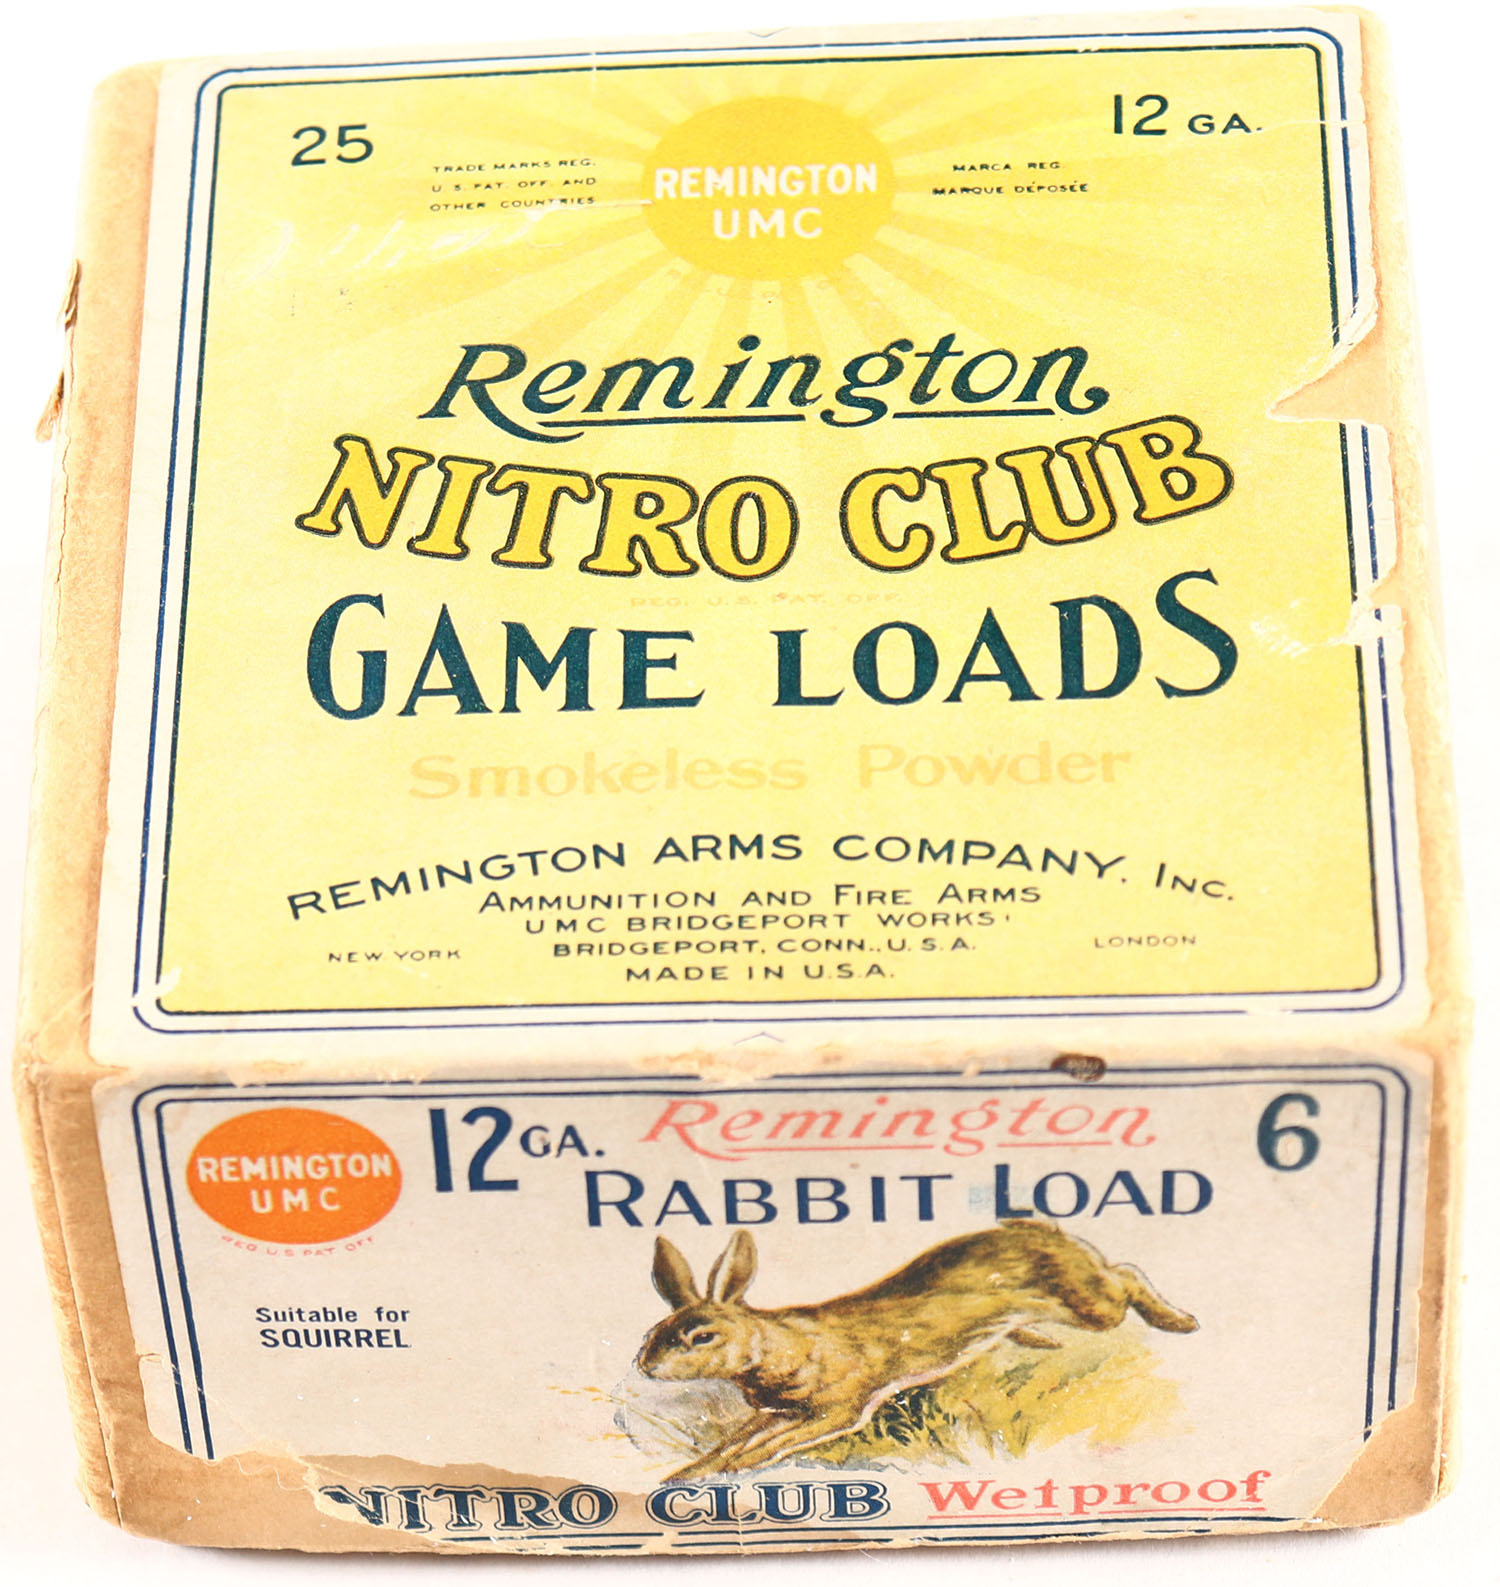 25
12 GA.
TRADE MARKS REG.
U. S. PAT. OFF. AND
OTHER COUNTRIES
REMINGTON
UMC
MARCA REG.
MARQUE DÉPOSÉE
Remington
NITRO CLUB
REG. U.S. PAT. OFF.
GAME LOADS
Smokeless Powder
REMINGTON ARMS COMPANY. INC.
AMMUNITION AND FIRE ARMS
UMC BRIDGEPORT WORKS
BRIDGEPORT, CONN., U.S.A.
MADE IN U.S.A.
NEW YORK
LONDON
REMINGTON
UMC
REG U S PAT OFF
12 GA.
Remington
6
RABBIT LOAD
Suitable for
SQUIRREL
NITRO CLUB Wetproof